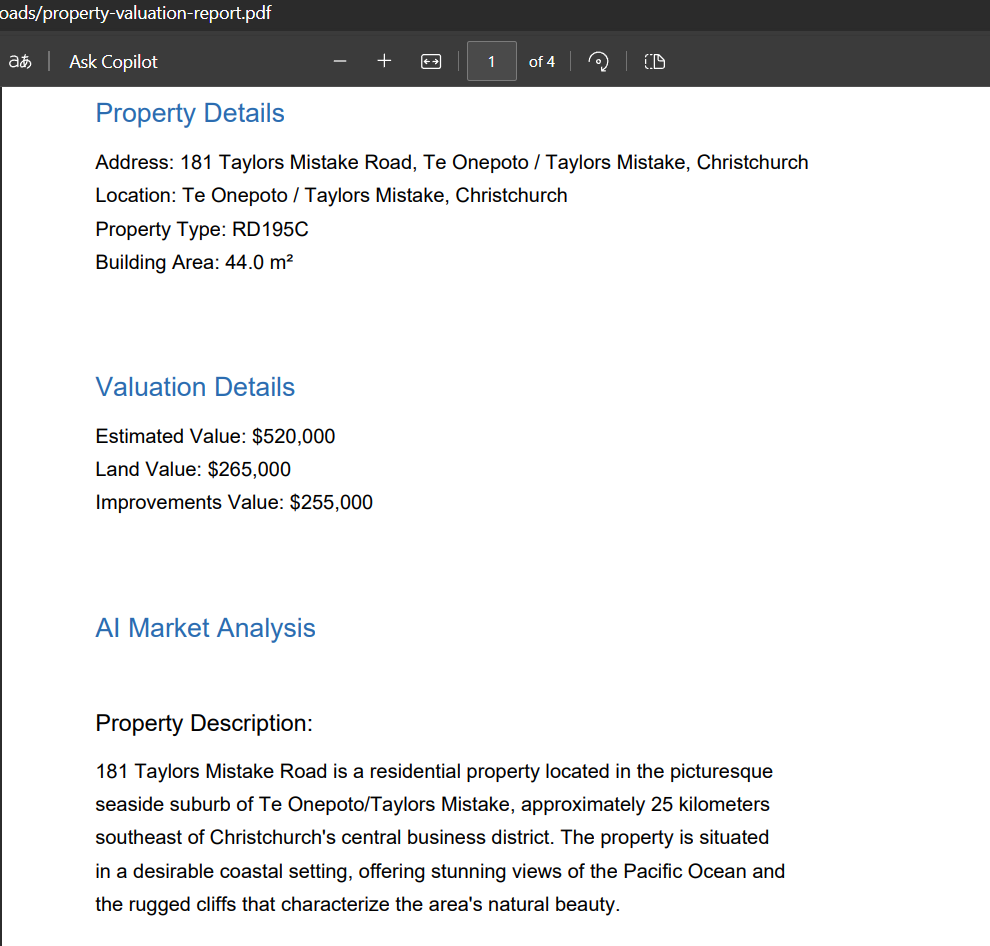 oads/property-valuation-report.pdf
aあ Ask Copilot 1 of 4
Property Details
Address: 181 Taylors Mistake Road, Te Onepoto / Taylors Mistake, Christchurch
Location: Te Onepoto / Taylors Mistake, Christchurch
Property Type: RD195C
Building Area: 44.0 m²
Valuation Details
Estimated Value: $520,000
Land Value: $265,000
Improvements Value: $255,000
AI Market Analysis
Property Description:
181 Taylors Mistake Road is a residential property located in the picturesque
seaside suburb of Te Onepoto/Taylors Mistake, approximately 25 kilometers
southeast of Christchurch's central business district. The property is situated
in a desirable coastal setting, offering stunning views of the Pacific Ocean and
the rugged cliffs that characterize the area's natural beauty.